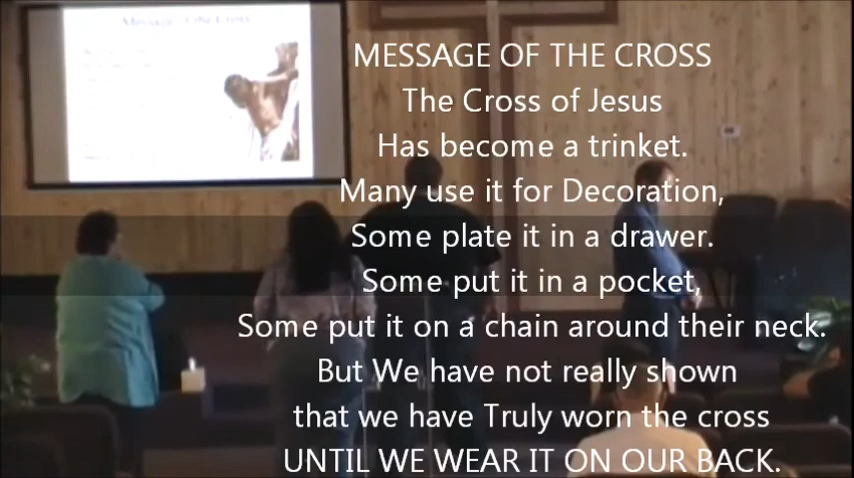 MESSAGE OF THE CROSS
The Cross of Jesus
Has become a trinket.
Many use it for Decoration,
Some plate it in a drawer.
Some put it in a pocket,
Some put it on a chain around their neck.
But We have not really shown
that we have Truly worn the cross
UNTIL WE WEAR IT ON OUR BACK.